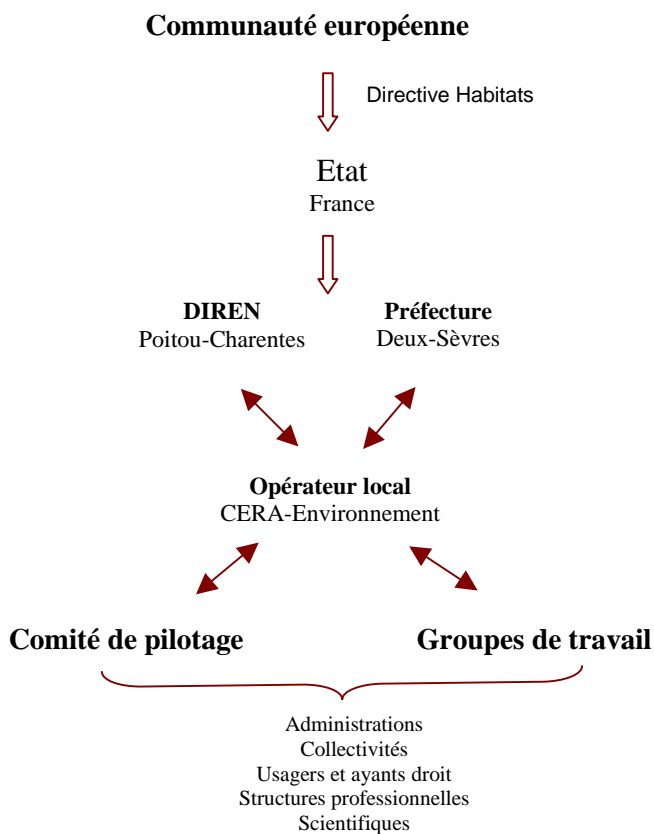 Communauté européenne
Directive Habitats
Etat
France
DIREN
Poitou-Charentes
Préfecture
Deux-Sèvres
Opérateur local
CERA-Environnement
Comité de pilotage
Groupes de travail
Administrations
Collectivités
Usagers et ayants droit
Structures professionnelles
Scientifiques